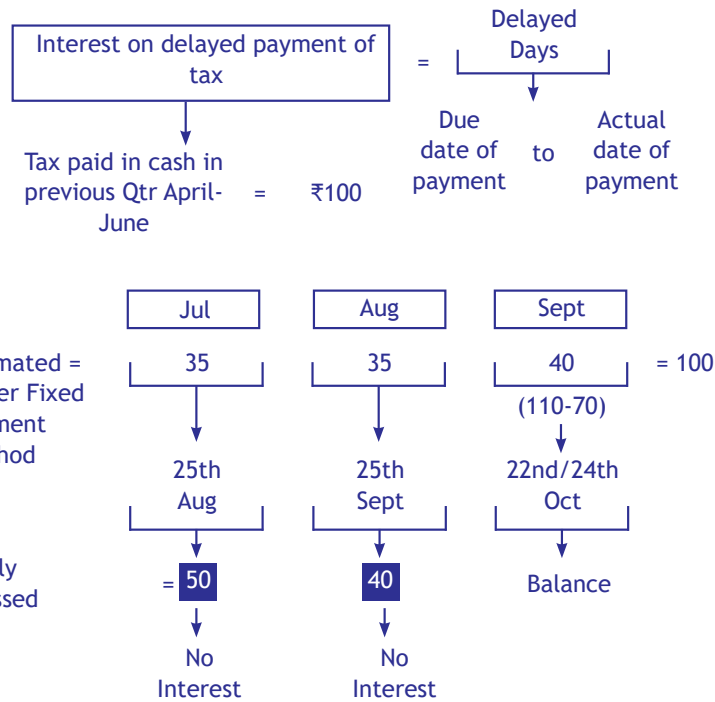 Interest on delayed payment of
tax
=
Delayed
Days
Due
date of
payment
to
Actual
date of
payment
Tax paid in cash in
previous Qtr April-
June
= ₹100
Jul Aug Sept
mated =
er Fixed
ment
hod
35 35 40 = 100
(110-70)
25th
Aug
25th
Sept
22nd/24th
Oct
ly
ssed
= 50 40 Balance
No
Interest
No
Interest